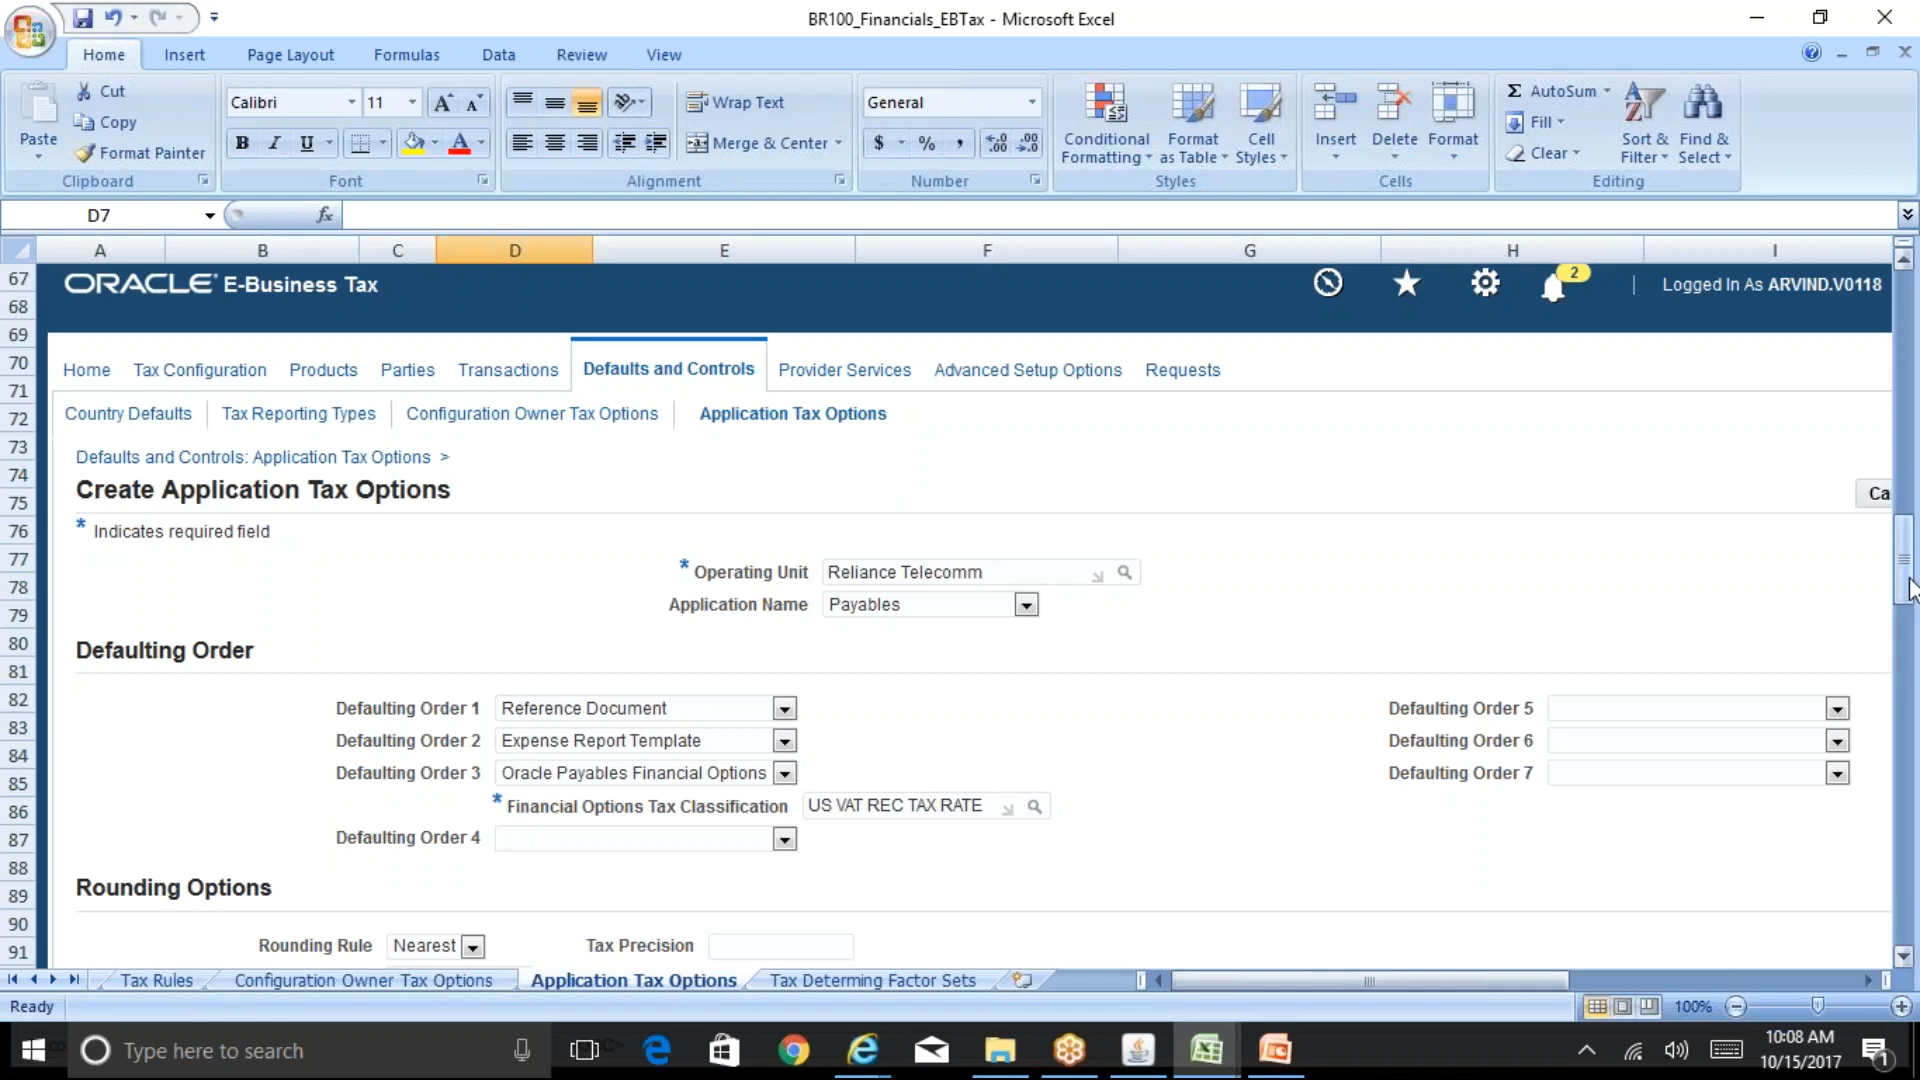 BR100_Financials_EBTax - Microsoft Excel
Home Insert Page Layout Formulas Data Review View
Paste
Cut
Copy
Format Painter
Clipboard
Calibri 11
B I U
Font
Wrap Text
Merge & Center
Alignment
General
$ % ,
Number
Conditional Formatting
Format as Table
Cell Styles
Styles
Insert Delete Format
Cells
Σ AutoSum
Fill
Clear
Sort & Filter
Find & Select
Editing
D7 fx
A B C D E F G H I
67
68
69
70
71
72
73
74
75
76
77
78
79
80
81
82
83
84
85
86
87
88
89
90
91
ORACLE E-Business Tax
2
Logged In As ARVIND.V0118
Home Tax Configuration Products Parties Transactions Defaults and Controls Provider Services Advanced Setup Options Requests
Country Defaults Tax Reporting Types Configuration Owner Tax Options Application Tax Options
Defaults and Controls: Application Tax Options >
Create Application Tax Options
Ca
* Indicates required field
* Operating Unit Reliance Telecomm
Application Name Payables
Defaulting Order
Defaulting Order 1 Reference Document Defaulting Order 5
Defaulting Order 2 Expense Report Template Defaulting Order 6
Defaulting Order 3 Oracle Payables Financial Options Defaulting Order 7
* Financial Options Tax Classification US VAT REC TAX RATE
Defaulting Order 4
Rounding Options
Rounding Rule Nearest Tax Precision
Tax Rules Configuration Owner Tax Options Application Tax Options Tax Determing Factor Sets
Ready 100%
Type here to search
10:08 AM
10/15/2017
1